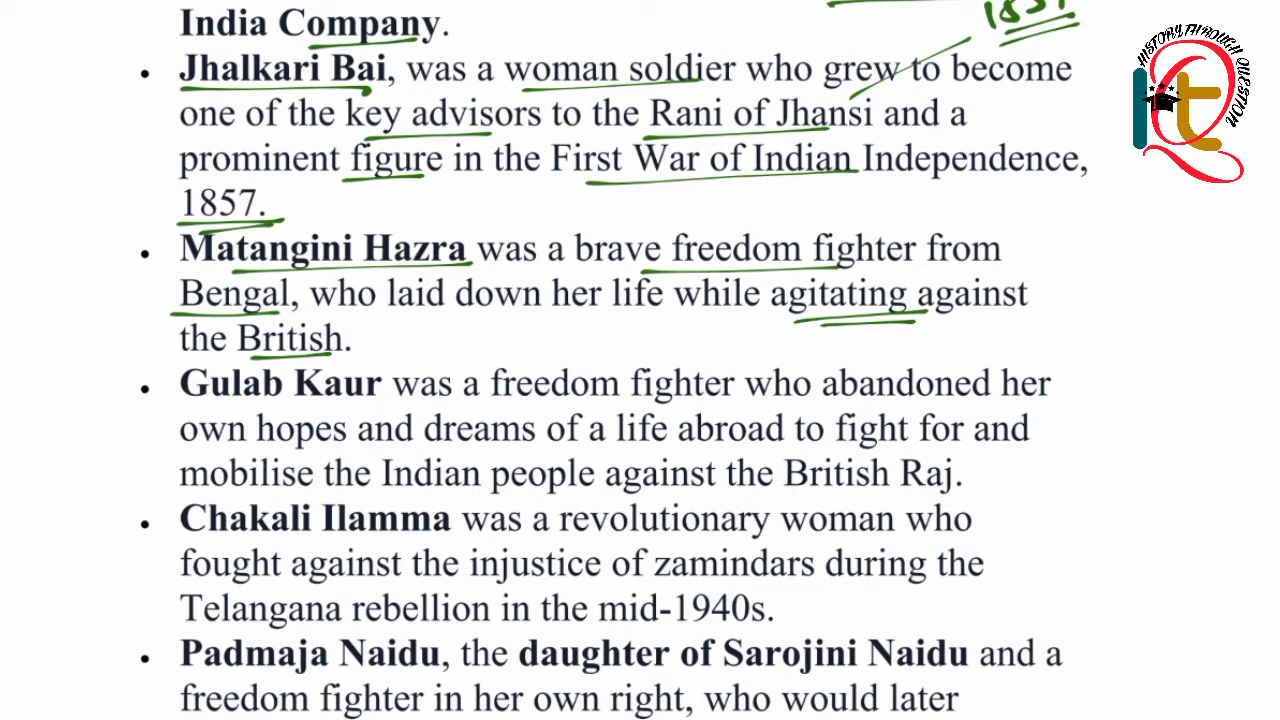 India Company.
1857
• Jhalkari Bai, was a woman soldier who grew to become
one of the key advisors to the Rani of Jhansi and a
prominent figure in the First War of Indian Independence,
1857.
• Matangini Hazra was a brave freedom fighter from
Bengal, who laid down her life while agitating against
the British.
• Gulab Kaur was a freedom fighter who abandoned her
own hopes and dreams of a life abroad to fight for and
mobilise the Indian people against the British Raj.
• Chakali Ilamma was a revolutionary woman who
fought against the injustice of zamindars during the
Telangana rebellion in the mid-1940s.
• Padmaja Naidu, the daughter of Sarojini Naidu and a
freedom fighter in her own right, who would later
HISTORY THROUGH QUESTION